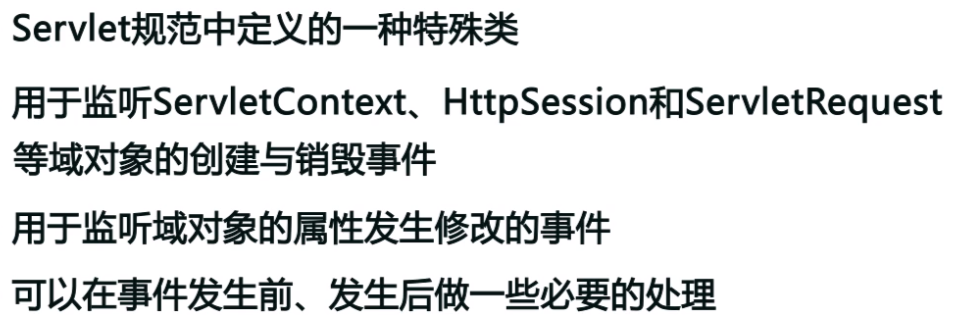 Servlet规范中定义的一种特殊类
用于监听ServletContext、HttpSession和ServletRequest
等域对象的创建与销毁事件
用于监听域对象的属性发生修改的事件
可以在事件发生前、发生后做一些必要的处理